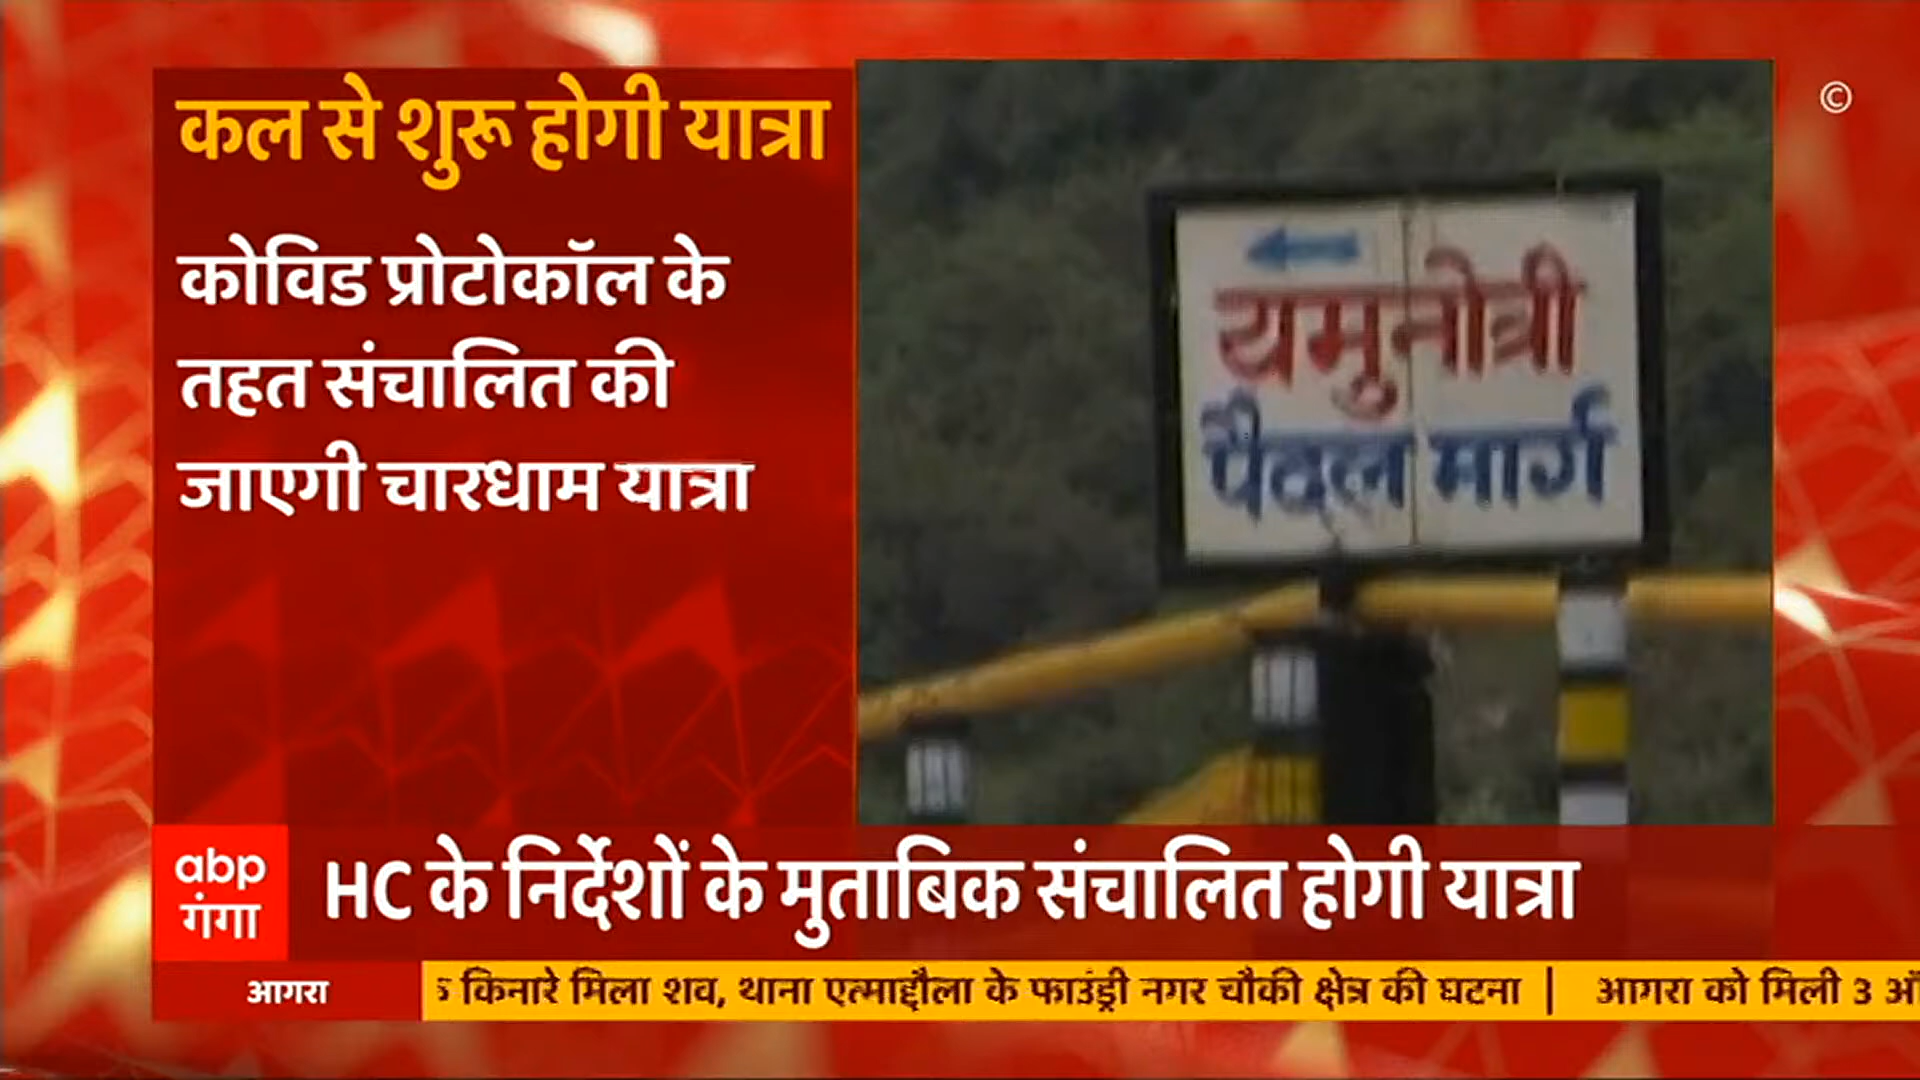 कल से शुरू होगी यात्रा
©
कोविड प्रोटोकॉल के
तहत संचालित की
जाएगी चारधाम यात्रा
यमुनोत्री
पैदल मार्ग
abp
गंगा
HC के निर्देशों के मुताबिक संचालित होगी यात्रा
आगरा
किनारे मिला शव, थाना एत्माद्दौला के फाउंड्री नगर चौकी क्षेत्र की घटना | आगरा को मिली 3